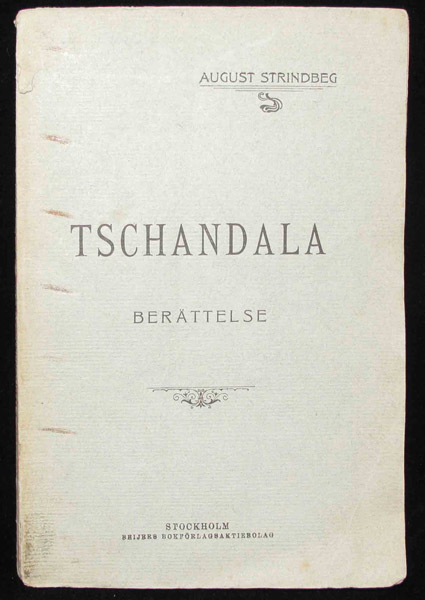 AUGUST STRINDBEG
TSCHANDALA
BERÄTTELSE
STOCKHOLM
BEIJERS BOKFÖRLAGSAKTIEBOLAG